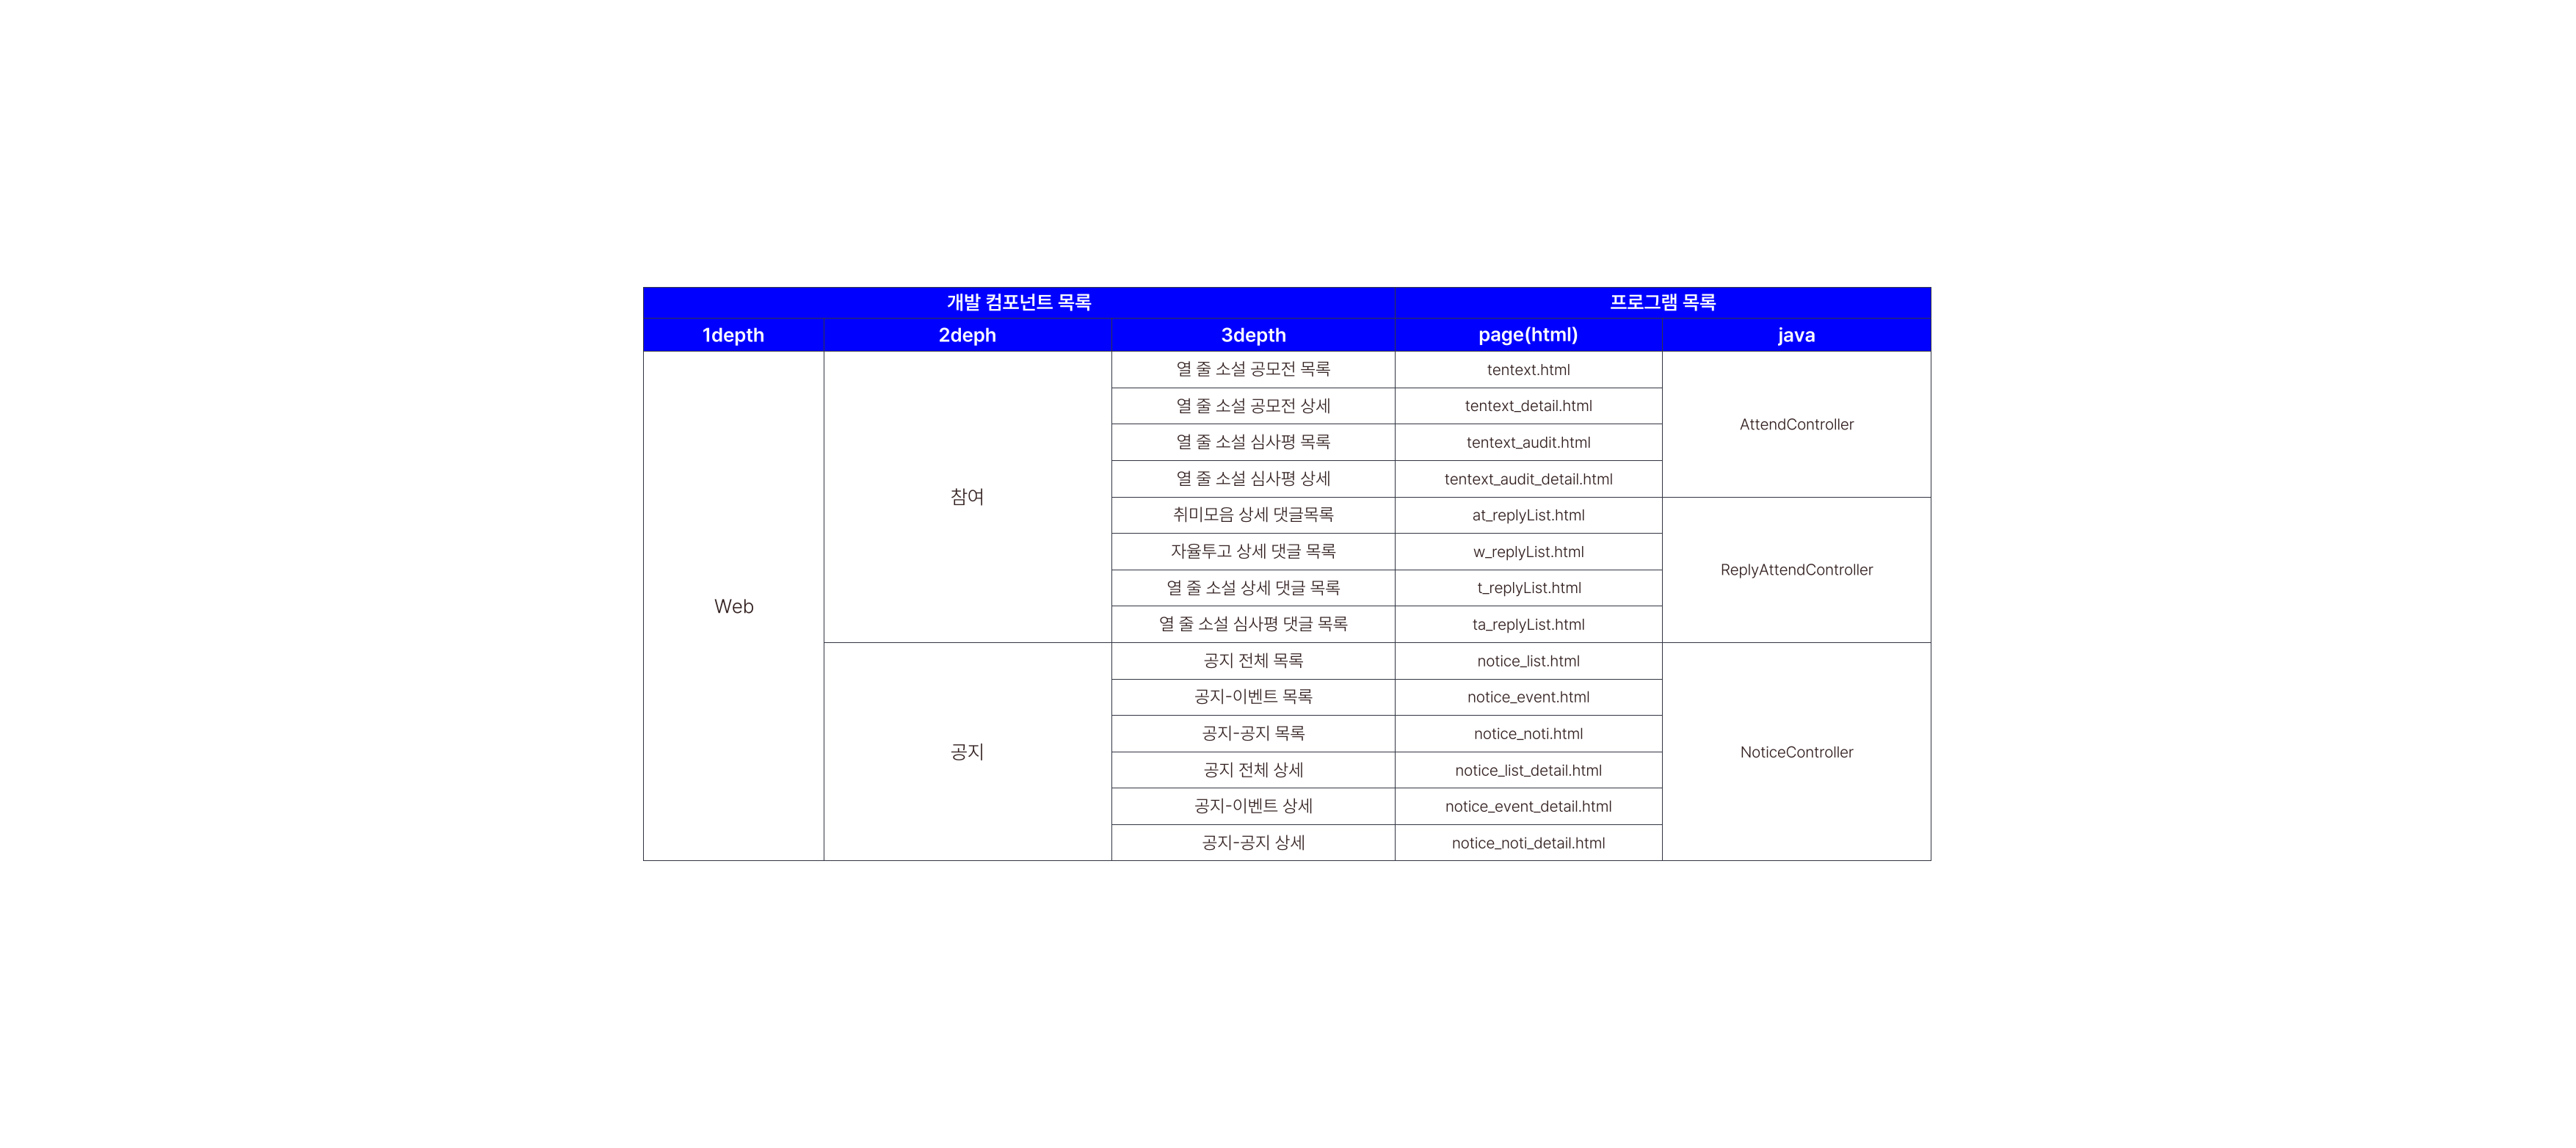 개발 컴포넌트 목록
프로그램 목록
1depth
2deph
3depth
page(html)
java
Web
참여
열 줄 소설 공모전 목록
tentext.html
AttendController
열 줄 소설 공모전 상세
tentext_detail.html
열 줄 소설 심사평 목록
tentext_audit.html
열 줄 소설 심사평 상세
tentext_audit_detail.html
취미모음 상세 댓글목록
at_replyList.html
ReplyAttendController
자율투고 상세 댓글 목록
w_replyList.html
열 줄 소설 상세 댓글 목록
t_replyList.html
열 줄 소설 심사평 댓글 목록
ta_replyList.html
공지
공지 전체 목록
notice_list.html
NoticeController
공지-이벤트 목록
notice_event.html
공지-공지 목록
notice_noti.html
공지 전체 상세
notice_list_detail.html
공지-이벤트 상세
notice_event_detail.html
공지-공지 상세
notice_noti_detail.html